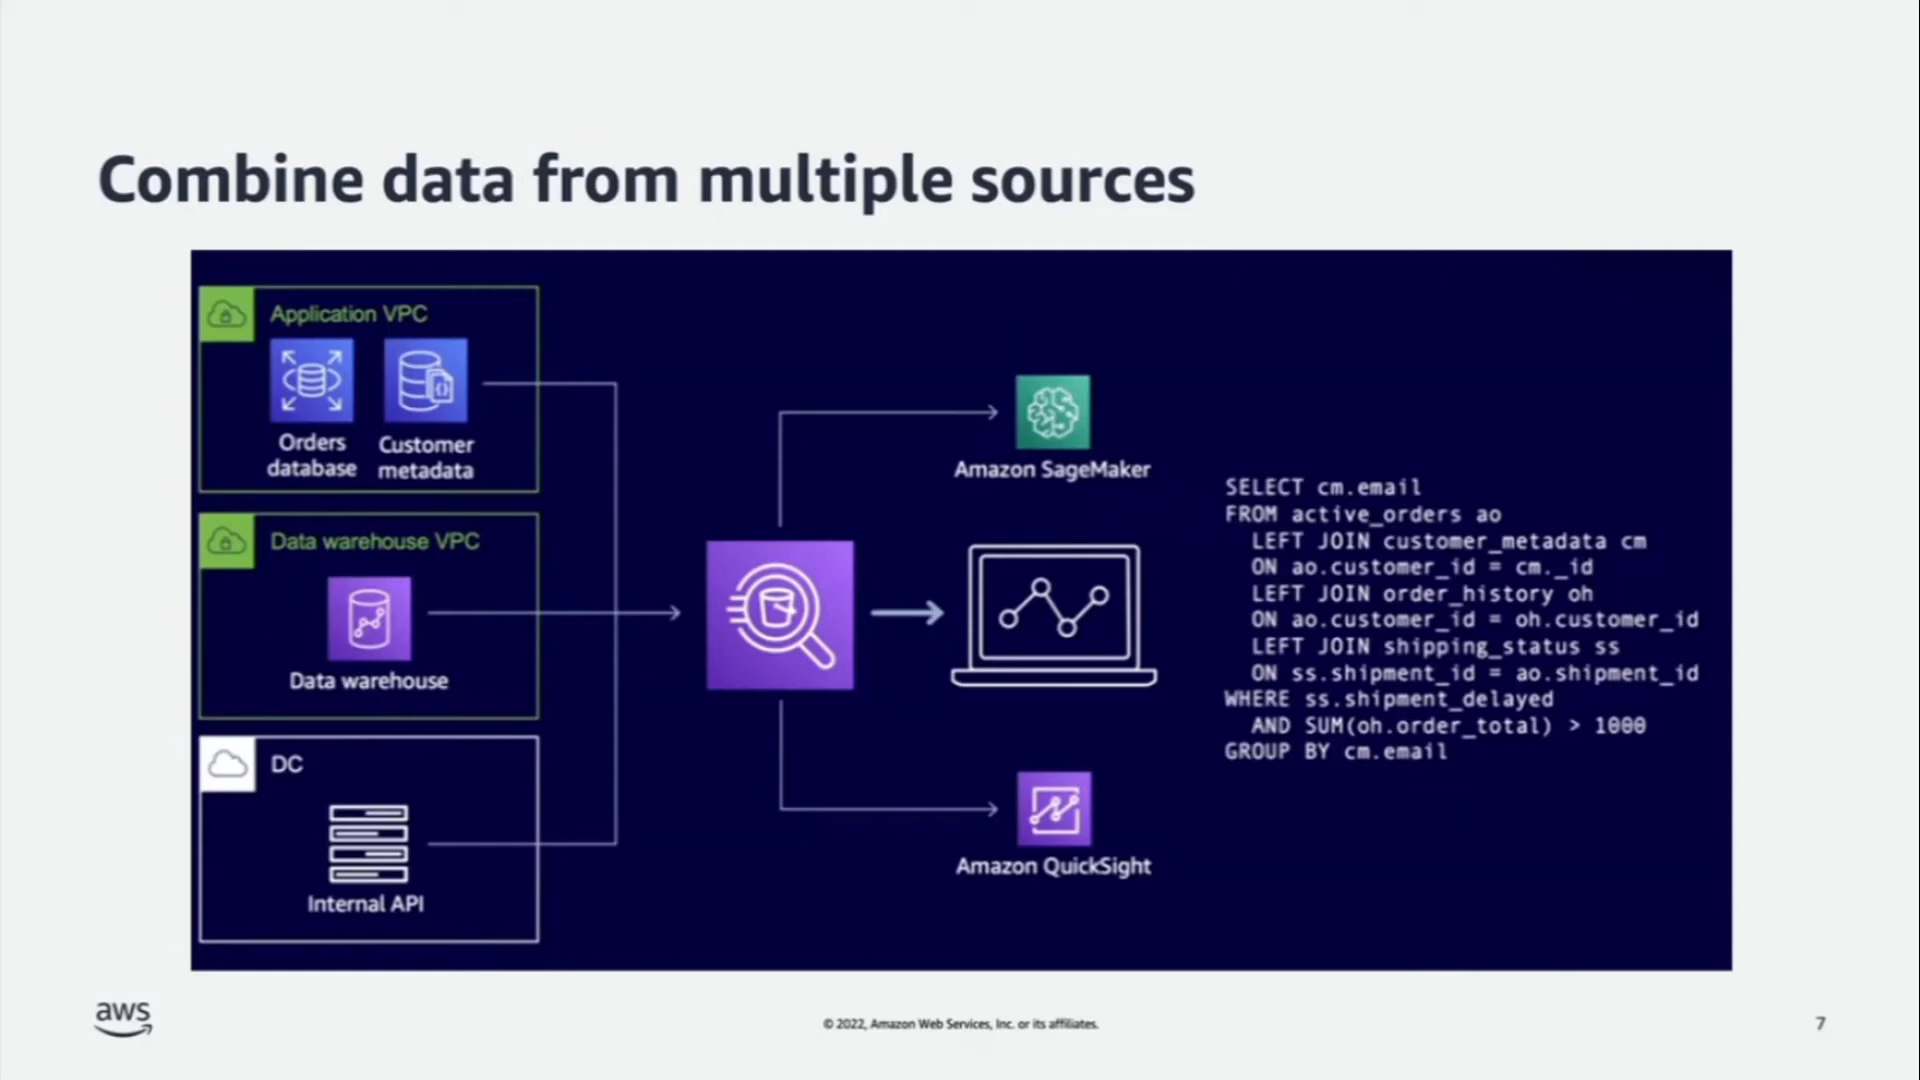 Combine data from multiple sources
Application VPC
Orders
database
Customer
metadata
Data warehouse VPC
Data warehouse
DC
Internal API
Amazon SageMaker
Amazon QuickSight
SELECT cm.email
FROM active_orders ao
LEFT JOIN customer_metadata cm
ON ao.customer_id = cm._id
LEFT JOIN order_history oh
ON ao.customer_id = oh.customer_id
LEFT JOIN shipping_status ss
ON ss.shipment_id = ao.shipment_id
WHERE ss.shipment_delayed
AND SUM(oh.order_total) > 1000
GROUP BY cm.email
aws
© 2022, Amazon Web Services, Inc. or its affiliates.
7